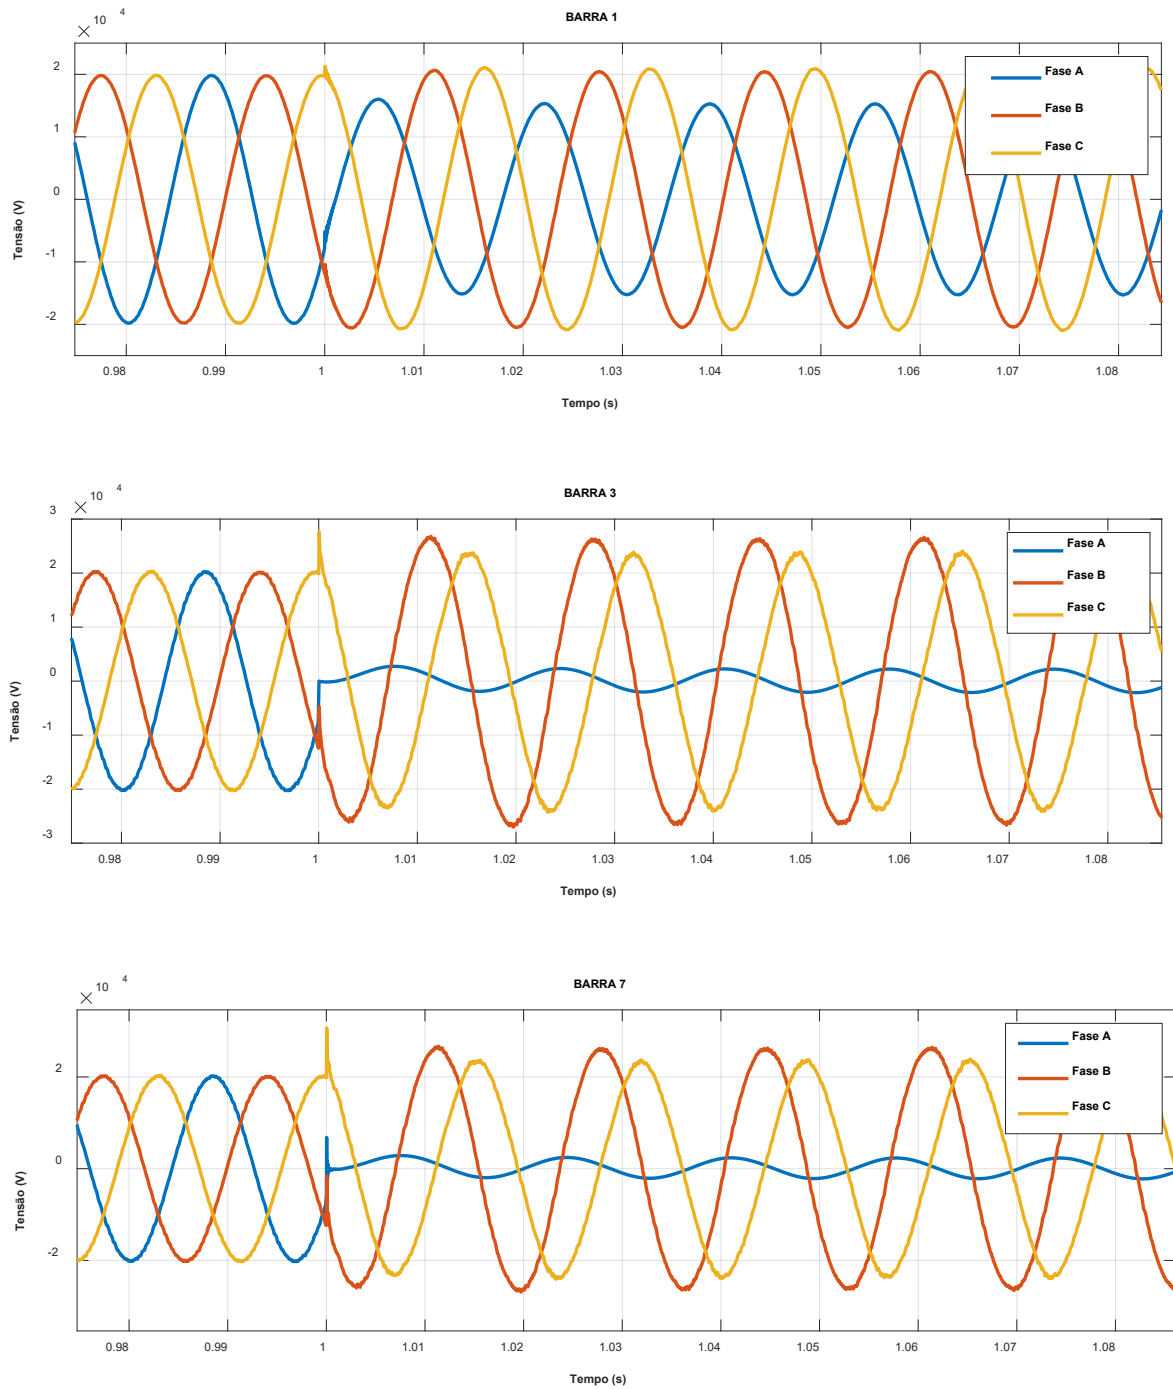 BARRA 1
× 10 4
2
1
0
-1
-2
Tensão (V)
Fase A
Fase B
Fase C
0.98 0.99 1 1.01 1.02 1.03 1.04 1.05 1.06 1.07 1.08
Tempo (s)
BARRA 3
× 10 4
3
2
1
0
-1
-2
-3
Tensão (V)
Fase A
Fase B
Fase C
0.98 0.99 1 1.01 1.02 1.03 1.04 1.05 1.06 1.07 1.08
Tempo (s)
BARRA 7
× 10 4
2
0
-2
Tensão (V)
Fase A
Fase B
Fase C
0.98 0.99 1 1.01 1.02 1.03 1.04 1.05 1.06 1.07 1.08
Tempo (s)